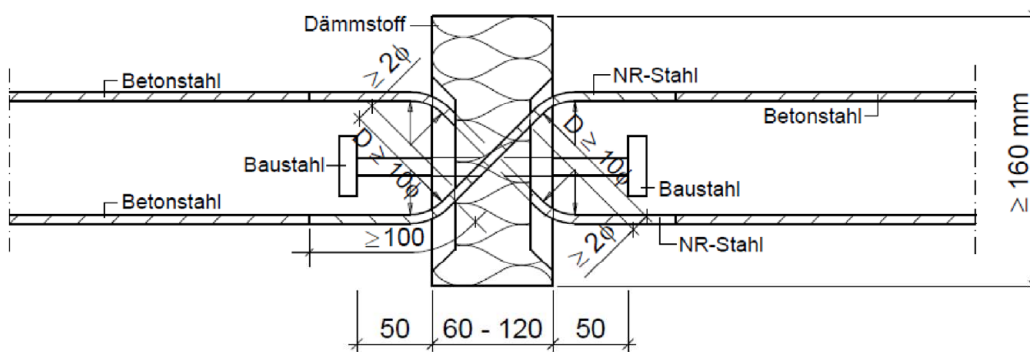 Dämmstoff
≥ 2ϕ
NR-Stahl
Betonstahl
Betonstahl
D ≥ 10ϕ
D ≥ 10ϕ
Baustahl
Baustahl
≥ 160 mm
Betonstahl
≥100
≥ 2ϕ
NR-Stahl
50
60 - 120
50